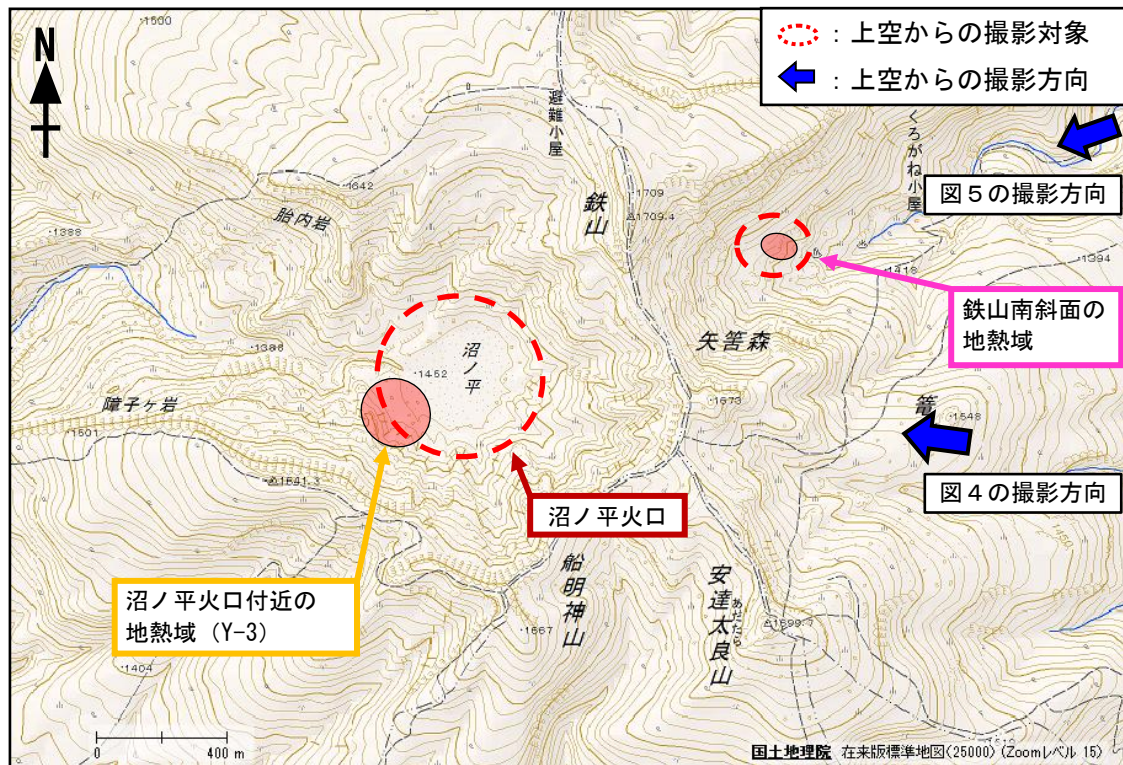 ・1500
N
：上空からの撮影対象
：上空からの撮影方向
避難小屋
くろがね小屋
図５の撮影方向
・1642
・1709
鉄山
△1709.4
胎内岩
・1388
・1418
・1394
鉄山南斜面の
地熱域
矢筈森
・1388
沼ノ平
・1452
障子ヶ岩
・1501
・1673
篭
・1548
図４の撮影方向
△1641.3
沼ノ平火口
沼ノ平火口付近の
地熱域（Y-3）
船明神山
安達太良山
あだたら
△1699.7
・1667
・1404
0
400 m
国土地理院 在来版標準地図(25000) (Zoomレベル 15)